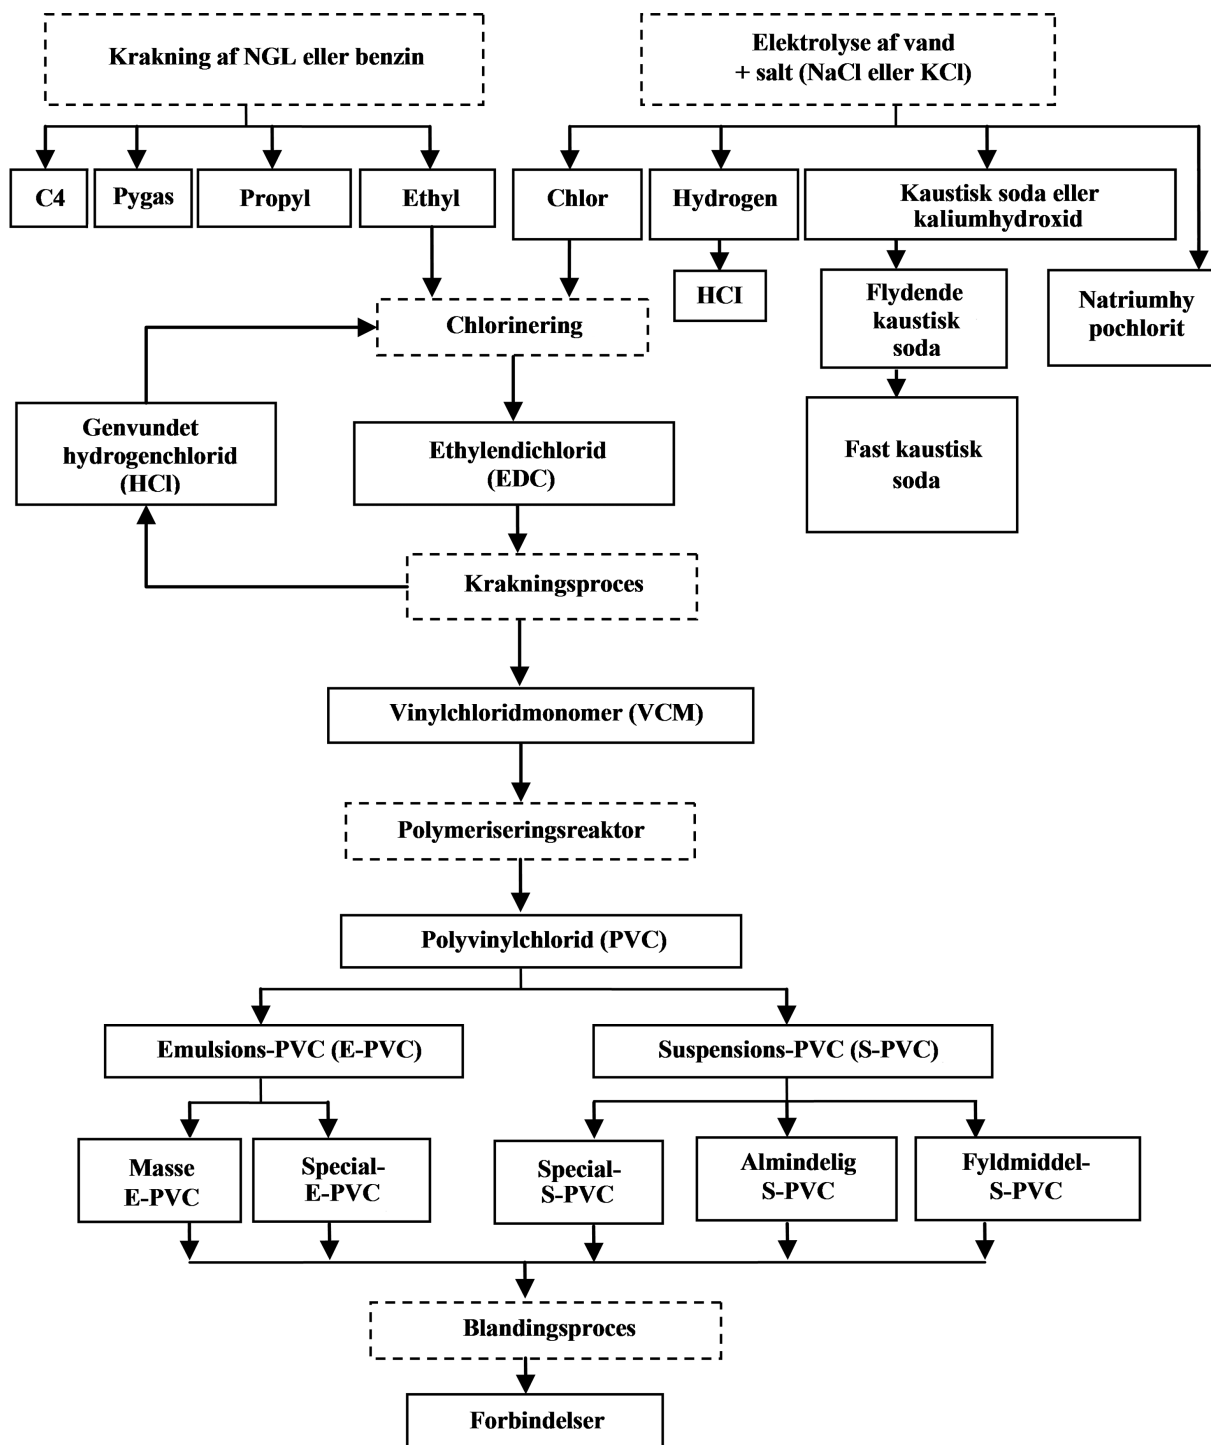 Krakning af NGL eller benzin
Elektrolyse af vand
+ salt (NaCl eller KCl)
C4
Pygas
Propyl
Ethyl
Chlor
Hydrogen
Kaustisk soda eller
kaliumhydroxid
HCI
Flydende
kaustisk
soda
Natriumhy
pochlorit
Chlorinering
Genvundet
hydrogenchlorid
(HCl)
Ethylendichlorid
(EDC)
Fast kaustisk
soda
Krakningsproces
Vinylchloridmonomer (VCM)
Polymeriseringsreaktor
Polyvinylchlorid (PVC)
Emulsions-PVC (E-PVC)
Suspensions-PVC (S-PVC)
Masse
E-PVC
Special-
E-PVC
Special-
S-PVC
Almindelig
S-PVC
Fyldmiddel-
S-PVC
Blandingsproces
Forbindelser